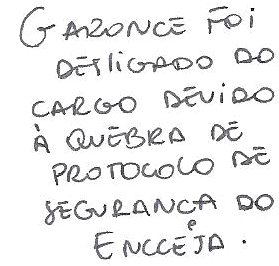 GARONCE FOI
DESLIGADO DO
CARGO DEVIDO
À QUEBRA DE
PROTOCOLO DE
SEGURANÇA DO
ENCCEJA.